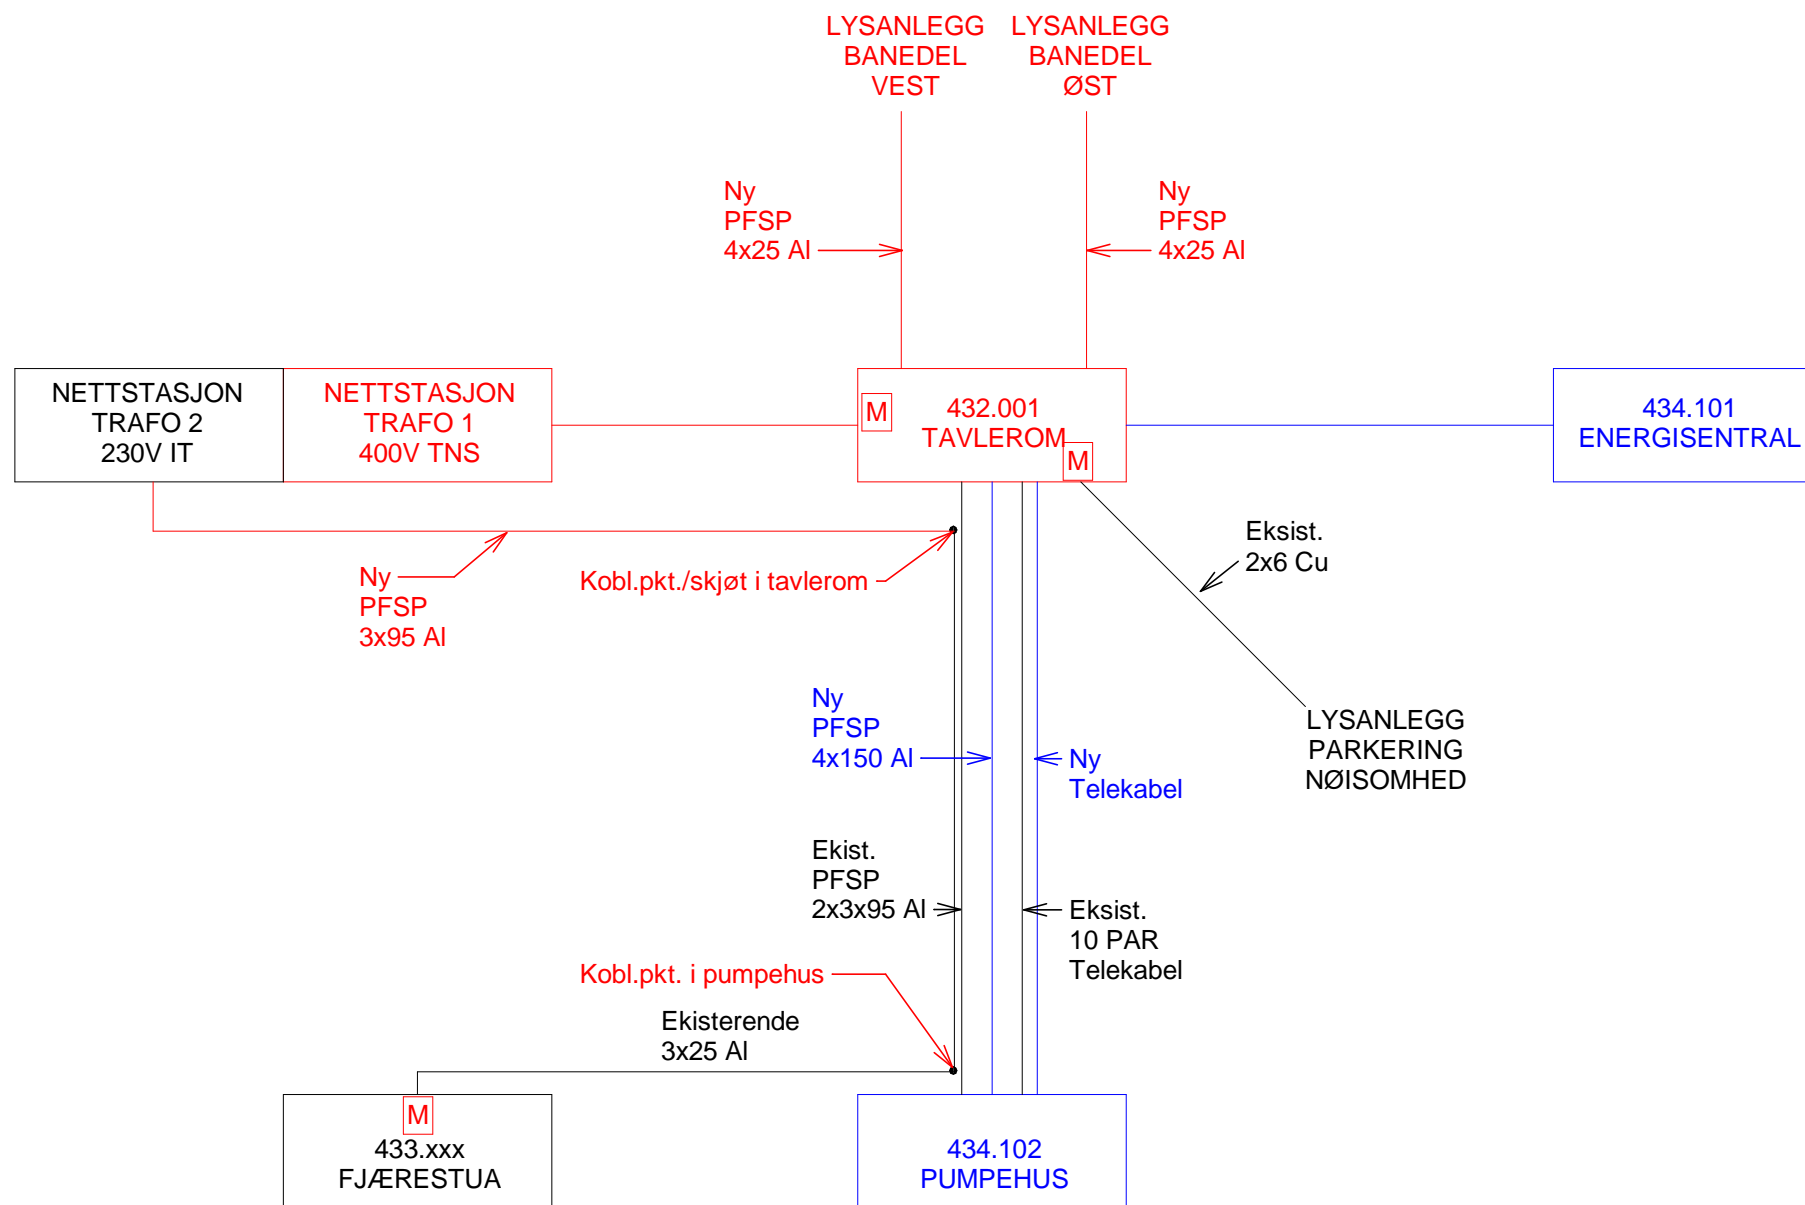 LYSANLEGG
BANEDEL
VEST
LYSANLEGG
BANEDEL
ØST
Ny
PFSP
4x25 Al
Ny
PFSP
4x25 Al
NETTSTASJON
TRAFO 2
230V IT
NETTSTASJON
TRAFO 1
400V TNS
M
432.001
TAVLEROM
M
434.101
ENERGISENTRAL
Eksist.
2x6 Cu
Ny
PFSP
3x95 Al
Kobl.pkt./skjøt i tavlerom
Ny
PFSP
4x150 Al
Ny
Telekabel
LYSANLEGG
PARKERING
NØISOMHED
Ekist.
PFSP
2x3x95 Al
Eksist.
10 PAR
Telekabel
Kobl.pkt. i pumpehus
Ekisterende
3x25 Al
M
433.xxx
FJÆRESTUA
434.102
PUMPEHUS